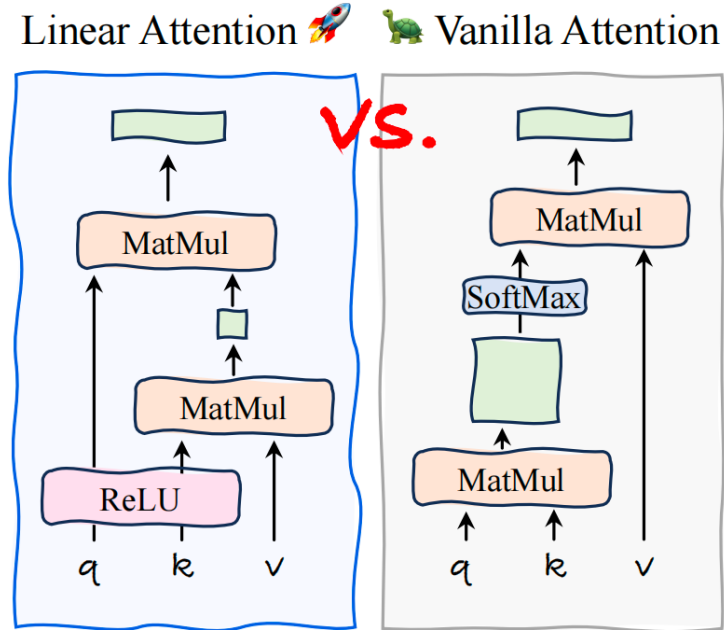 Linear Attention 🚀 🐢 Vanilla Attention
vs.
MatMul
MatMul
ReLU
q k v
MatMul
SoftMax
MatMul
q k v